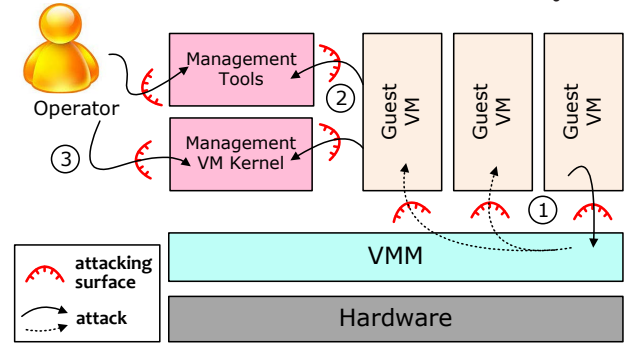 Operator
Management
Tools
Management
VM Kernel
Guest
VM
Guest
VM
Guest
VM
2
3
1
VMM
Hardware
attacking
surface
attack